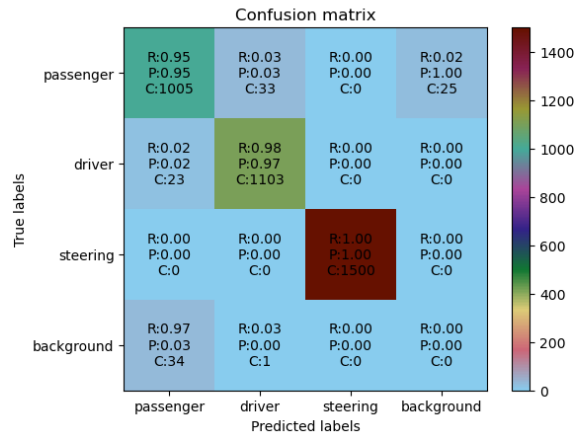 Confusion matrix
True labels
passenger
R:0.95
P:0.95
C:1005
R:0.03
P:0.03
C:33
R:0.00
P:0.00
C:0
R:0.02
P:1.00
C:25
driver
R:0.02
P:0.02
C:23
R:0.98
P:0.97
C:1103
R:0.00
P:0.00
C:0
R:0.00
P:0.00
C:0
steering
R:0.00
P:0.00
C:0
R:0.00
P:0.00
C:0
R:1.00
P:1.00
C:1500
R:0.00
P:0.00
C:0
background
R:0.97
P:0.03
C:34
R:0.03
P:0.00
C:1
R:0.00
P:0.00
C:0
R:0.00
P:0.00
C:0
passenger driver steering background
Predicted labels
1400
1200
1000
800
600
400
200
0